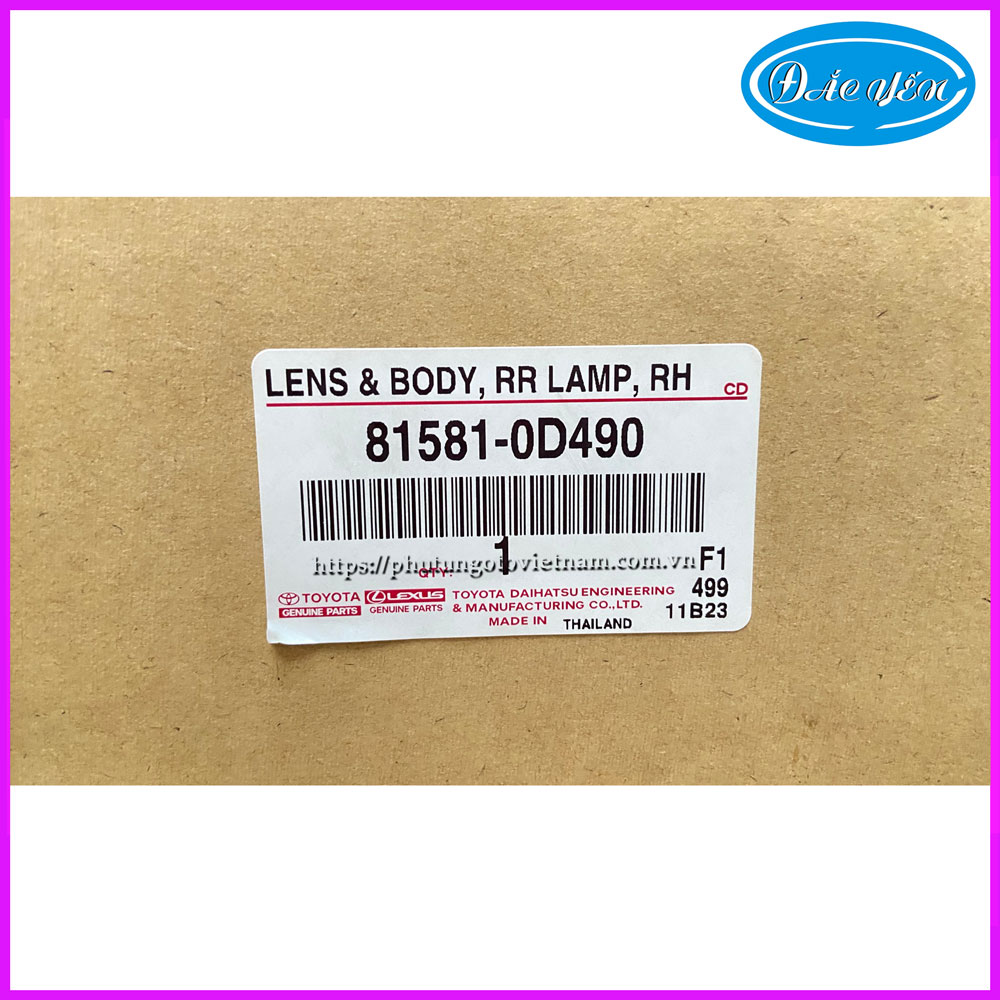 ĐẮC YẾN
LENS & BODY, RR LAMP, RH CD
81581-0D490
https://phutungotovietnam.com.vn
QTY: 1 F1
TOYOTA
GENUINE PARTS
LEXUS
GENUINE PARTS
TOYOTA DAIHATSU ENGINEERING
& MANUFACTURING CO.,LTD.
MADE IN THAILAND
499
11B23